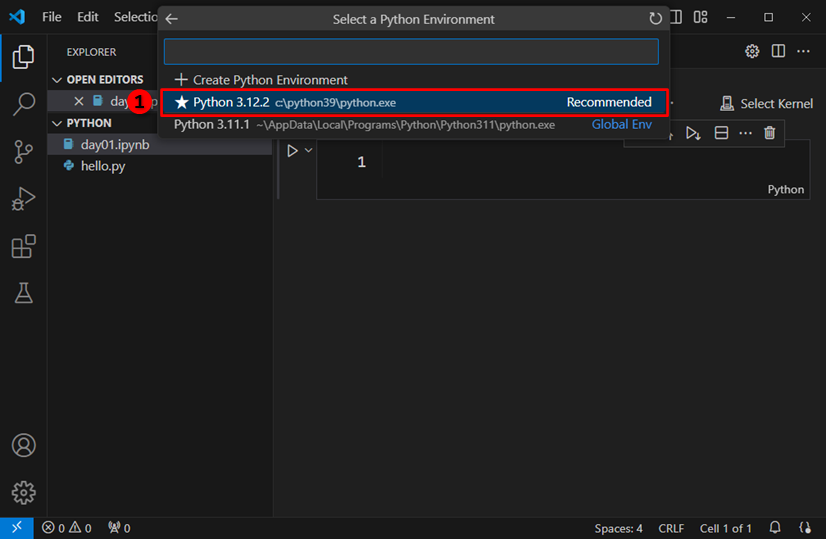 File Edit Selectio
Select a Python Environment
EXPLORER
Create Python Environment
OPEN EDITORS
1
Python 3.12.2 c:\python39\python.exe Recommended
Python 3.11.1 ~\AppData\Local\Programs\Python\Python311\python.exe Global Env
Select Kernel
PYTHON
day01.ipynb
hello.py
1
Python
0 0 0
Spaces: 4 CRLF Cell 1 of 1